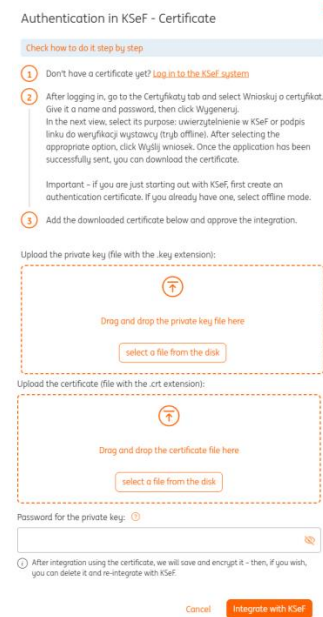 Authentication in KSeF - Certificate
Check how to do it step by step
1 Don't have a certificate yet? Log in to the KSeF system
2 After logging in, go to the Certyfikaty tab and select Wnioskuj o certyfikat.
Give it a name and password, then click Wygeneruj.
In the next view, select its purpose: uwierzytelnienie w KSeF or podpis
linku do weryfikacji wystawcy (tryb offline). After selecting the
appropriate option, click Wyślij wniosek. Once the application has been
successfully sent, you can download the certificate.
Important – if you are just starting out with KSeF, first create an
authentication certificate. If you already have one, select offline mode.
3 Add the downloaded certificate below and approve the integration.
Upload the private key (file with the .key extension):
Drag and drop the private key file here
select a file from the disk
Upload the certificate (file with the .crt extension):
Drag and drop the certificate file here
select a file from the disk
Password for the private key: ?
i After integration using the certificate, we will save and encrypt it – then, if you wish,
you can delete it and re-integrate with KSeF.
Cancel Integrate with KSeF